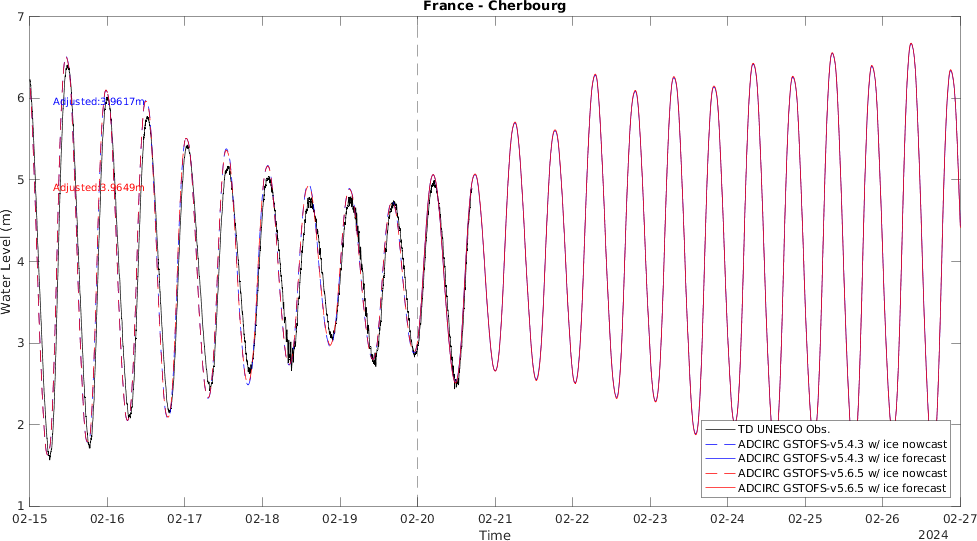 France - Cherbourg
7
6
5
4
3
2
1
Water Level (m)
Adjusted:3.9617m
Adjusted:3.9649m
TD UNESCO Obs.
ADCIRC GSTOFS-v5.4.3 w/ ice nowcast
ADCIRC GSTOFS-v5.4.3 w/ ice forecast
ADCIRC GSTOFS-v5.6.5 w/ ice nowcast
ADCIRC GSTOFS-v5.6.5 w/ ice forecast
02-15 02-16 02-17 02-18 02-19 02-20 02-21 02-22 02-23 02-24 02-25 02-26 02-27
Time
2024